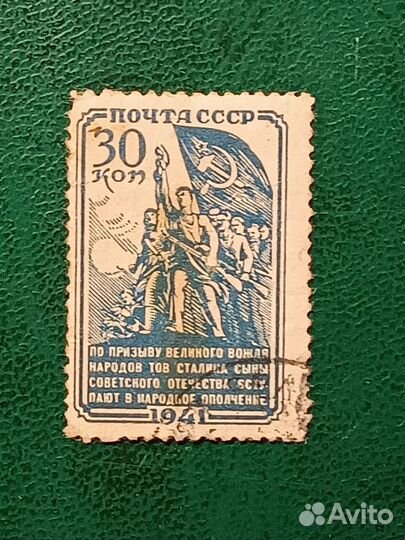 ПОЧТА СССР
30
КОП
ПО ПРИЗЫВУ ВЕЛИКОГО ВОЖДЯ
НАРОДОВ ТОВ СТАЛИНА СЫНЫ
СОВЕТСКОГО ОТЕЧЕСТВА ВСТУ
ПАЮТ В НАРОДНОЕ ОПОЛЧЕНИЕ
1941
Avito